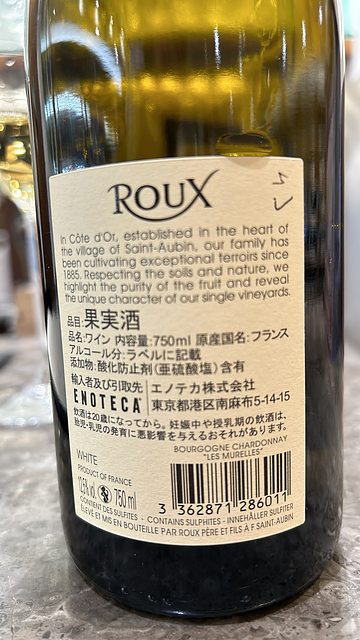 ROUX
In Côte d'Or, established in the heart of
the village of Saint-Aubin, our family has
been cultivating exceptional terroirs since
1885. Respecting the soils and nature, we
highlight the purity of the fruit and reveal
the unique character of our single vineyards.
品目:果実酒
品名:ワイン 内容量:750ml 原産国名:フランス
アルコール分:ラベルに記載
添加物:酸化防止剤(亜硫酸塩)含有
輸入者及び引取先 エノテカ株式会社
ENOTECA 東京都港区南麻布5-14-15
飲酒は20歳になってから。妊娠中や授乳期の飲酒は、
胎児・乳児の発育に悪影響を与えるおそれがあります。
BOURGOGNE CHARDONNAY
"LES MURELLES"
WHITE
PRODUCT OF FRANCE
12,5% vol. 750 ml
3 362871 286011
CONTIENT DES SULFITES - CONTAINS SULPHITES - INNEHÅLLER SULFITER
ÉLEVÉ ET MIS EN BOUTEILLE PAR ROUX PÈRE ET FILS À F SAINT-AUBIN